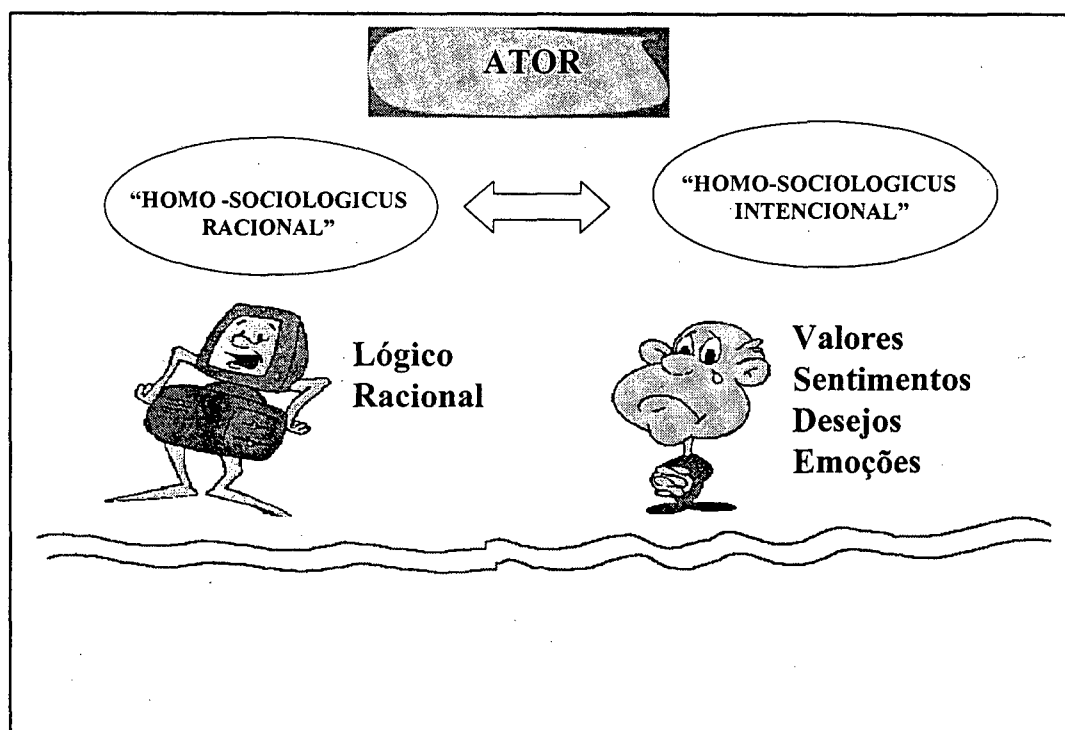 ATOR
“HOMO -SOCIOLOGICUS
RACIONAL”
“HOMO-SOCIOLOGICUS
INTENCIONAL”
Lógico
Racional
Valores
Sentimentos
Desejos
Emoções